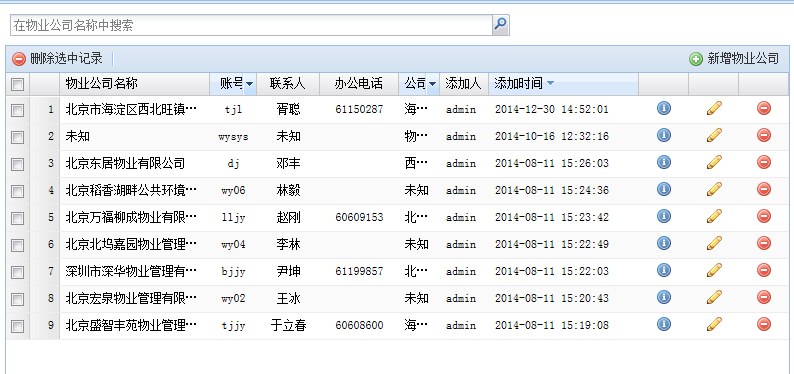 在物业公司名称中搜索
删除选中记录 新增物业公司
物业公司名称 账号 联系人 办公电话 公司 添加人 添加时间
1 北京市海淀区西北旺镇… tjl 胥聪 61150287 海… admin 2014-12-30 14:52:01
2 未知 wysys 未知 物… admin 2014-10-16 12:32:16
3 北京东居物业有限公司 dj 邓丰 西… admin 2014-08-11 15:26:03
4 北京稻香湖畔公共环境… wy06 林毅 未知 admin 2014-08-11 15:24:36
5 北京万福柳成物业有限… lljy 赵刚 60609153 北… admin 2014-08-11 15:23:42
6 北京北坞嘉园物业管理… wy04 李林 未知 admin 2014-08-11 15:22:49
7 深圳市深华物业管理有… bjjy 尹坤 61199857 北… admin 2014-08-11 15:22:03
8 北京宏泉物业管理有限… wy02 王冰 未知 admin 2014-08-11 15:20:43
9 北京盛智丰苑物业管理… tjjy 于立春 60608600 海… admin 2014-08-11 15:19:08